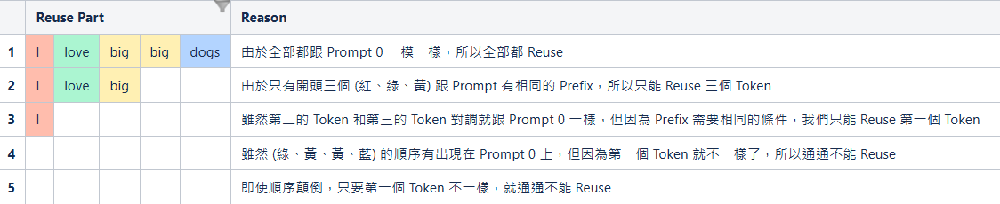 Reuse Part Reason
1 I love big big dogs 由於全部都跟 Prompt 0 一模一樣，所以全部都 Reuse
2 I love big 由於只有開頭三個 (紅、綠、黃) 跟 Prompt 有相同的 Prefix，所以只能 Reuse 三個 Token
3 I 雖然第二的 Token 和第三的 Token 對調就跟 Prompt 0 一樣，但因為 Prefix 需要相同的條件，我們只能 Reuse 第一個 Token
4 雖然 (綠、黃、黃、藍) 的順序有出現在 Prompt 0 上，但因為第一個 Token 就不一樣了，所以通通不能 Reuse
5 即使順序顛倒，只要第一個 Token 不一樣，就通通不能 Reuse